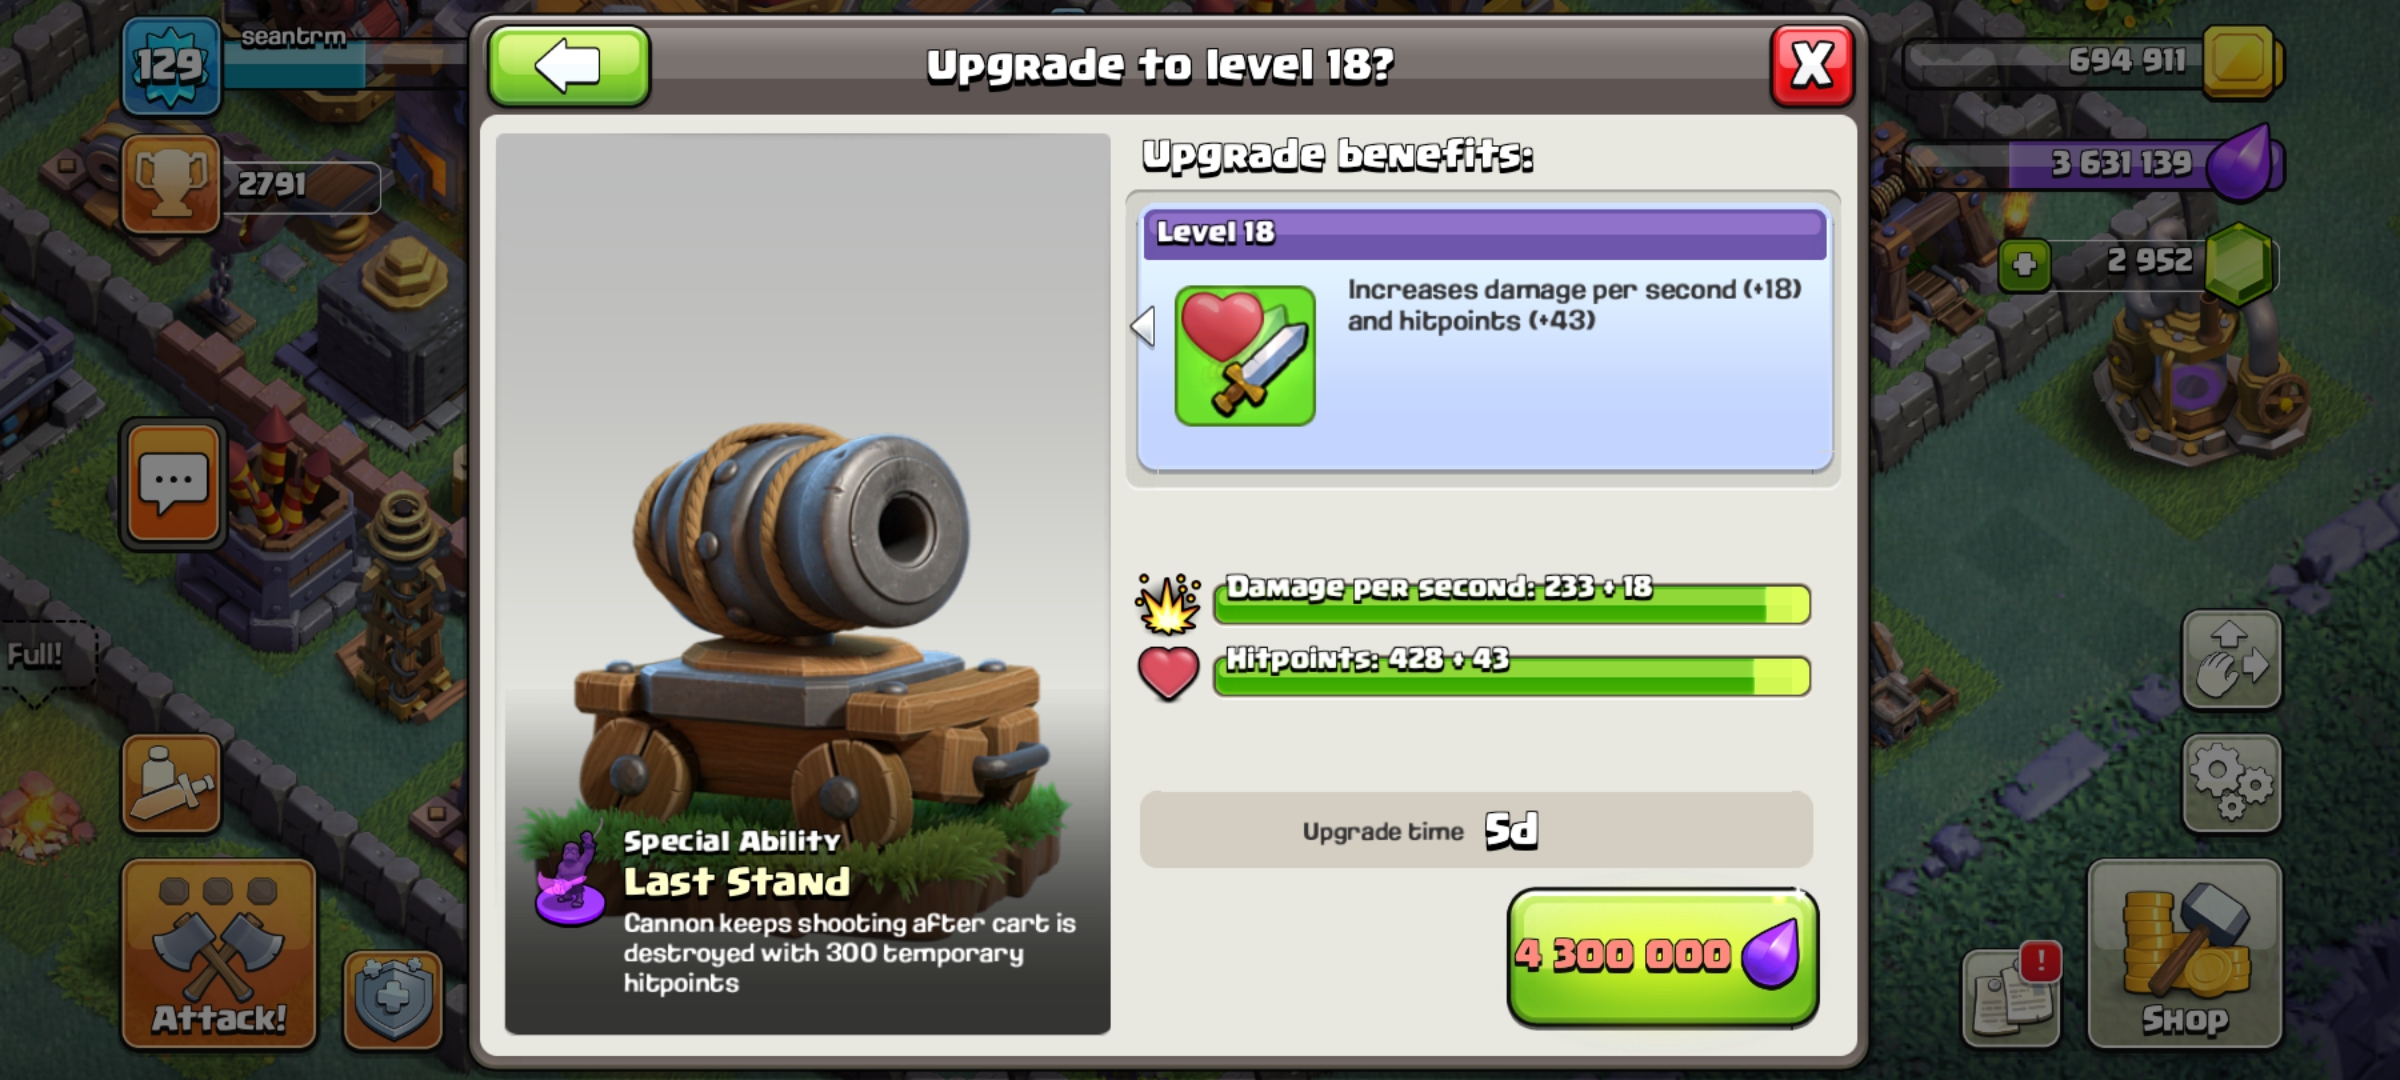 129
seantrm
Upgrade to level 18?
X
694 911
2791
Upgrade benefits:
3 631 139
Level 18
Increases damage per second (+18)
and hitpoints (+43)
2 952
Damage per second: 233 + 18
Hitpoints: 428 + 43
Full!
Upgrade time 5d
Special Ability
Last Stand
Cannon keeps shooting after cart is
destroyed with 300 temporary
hitpoints
4 300 000
!
Attack!
Shop